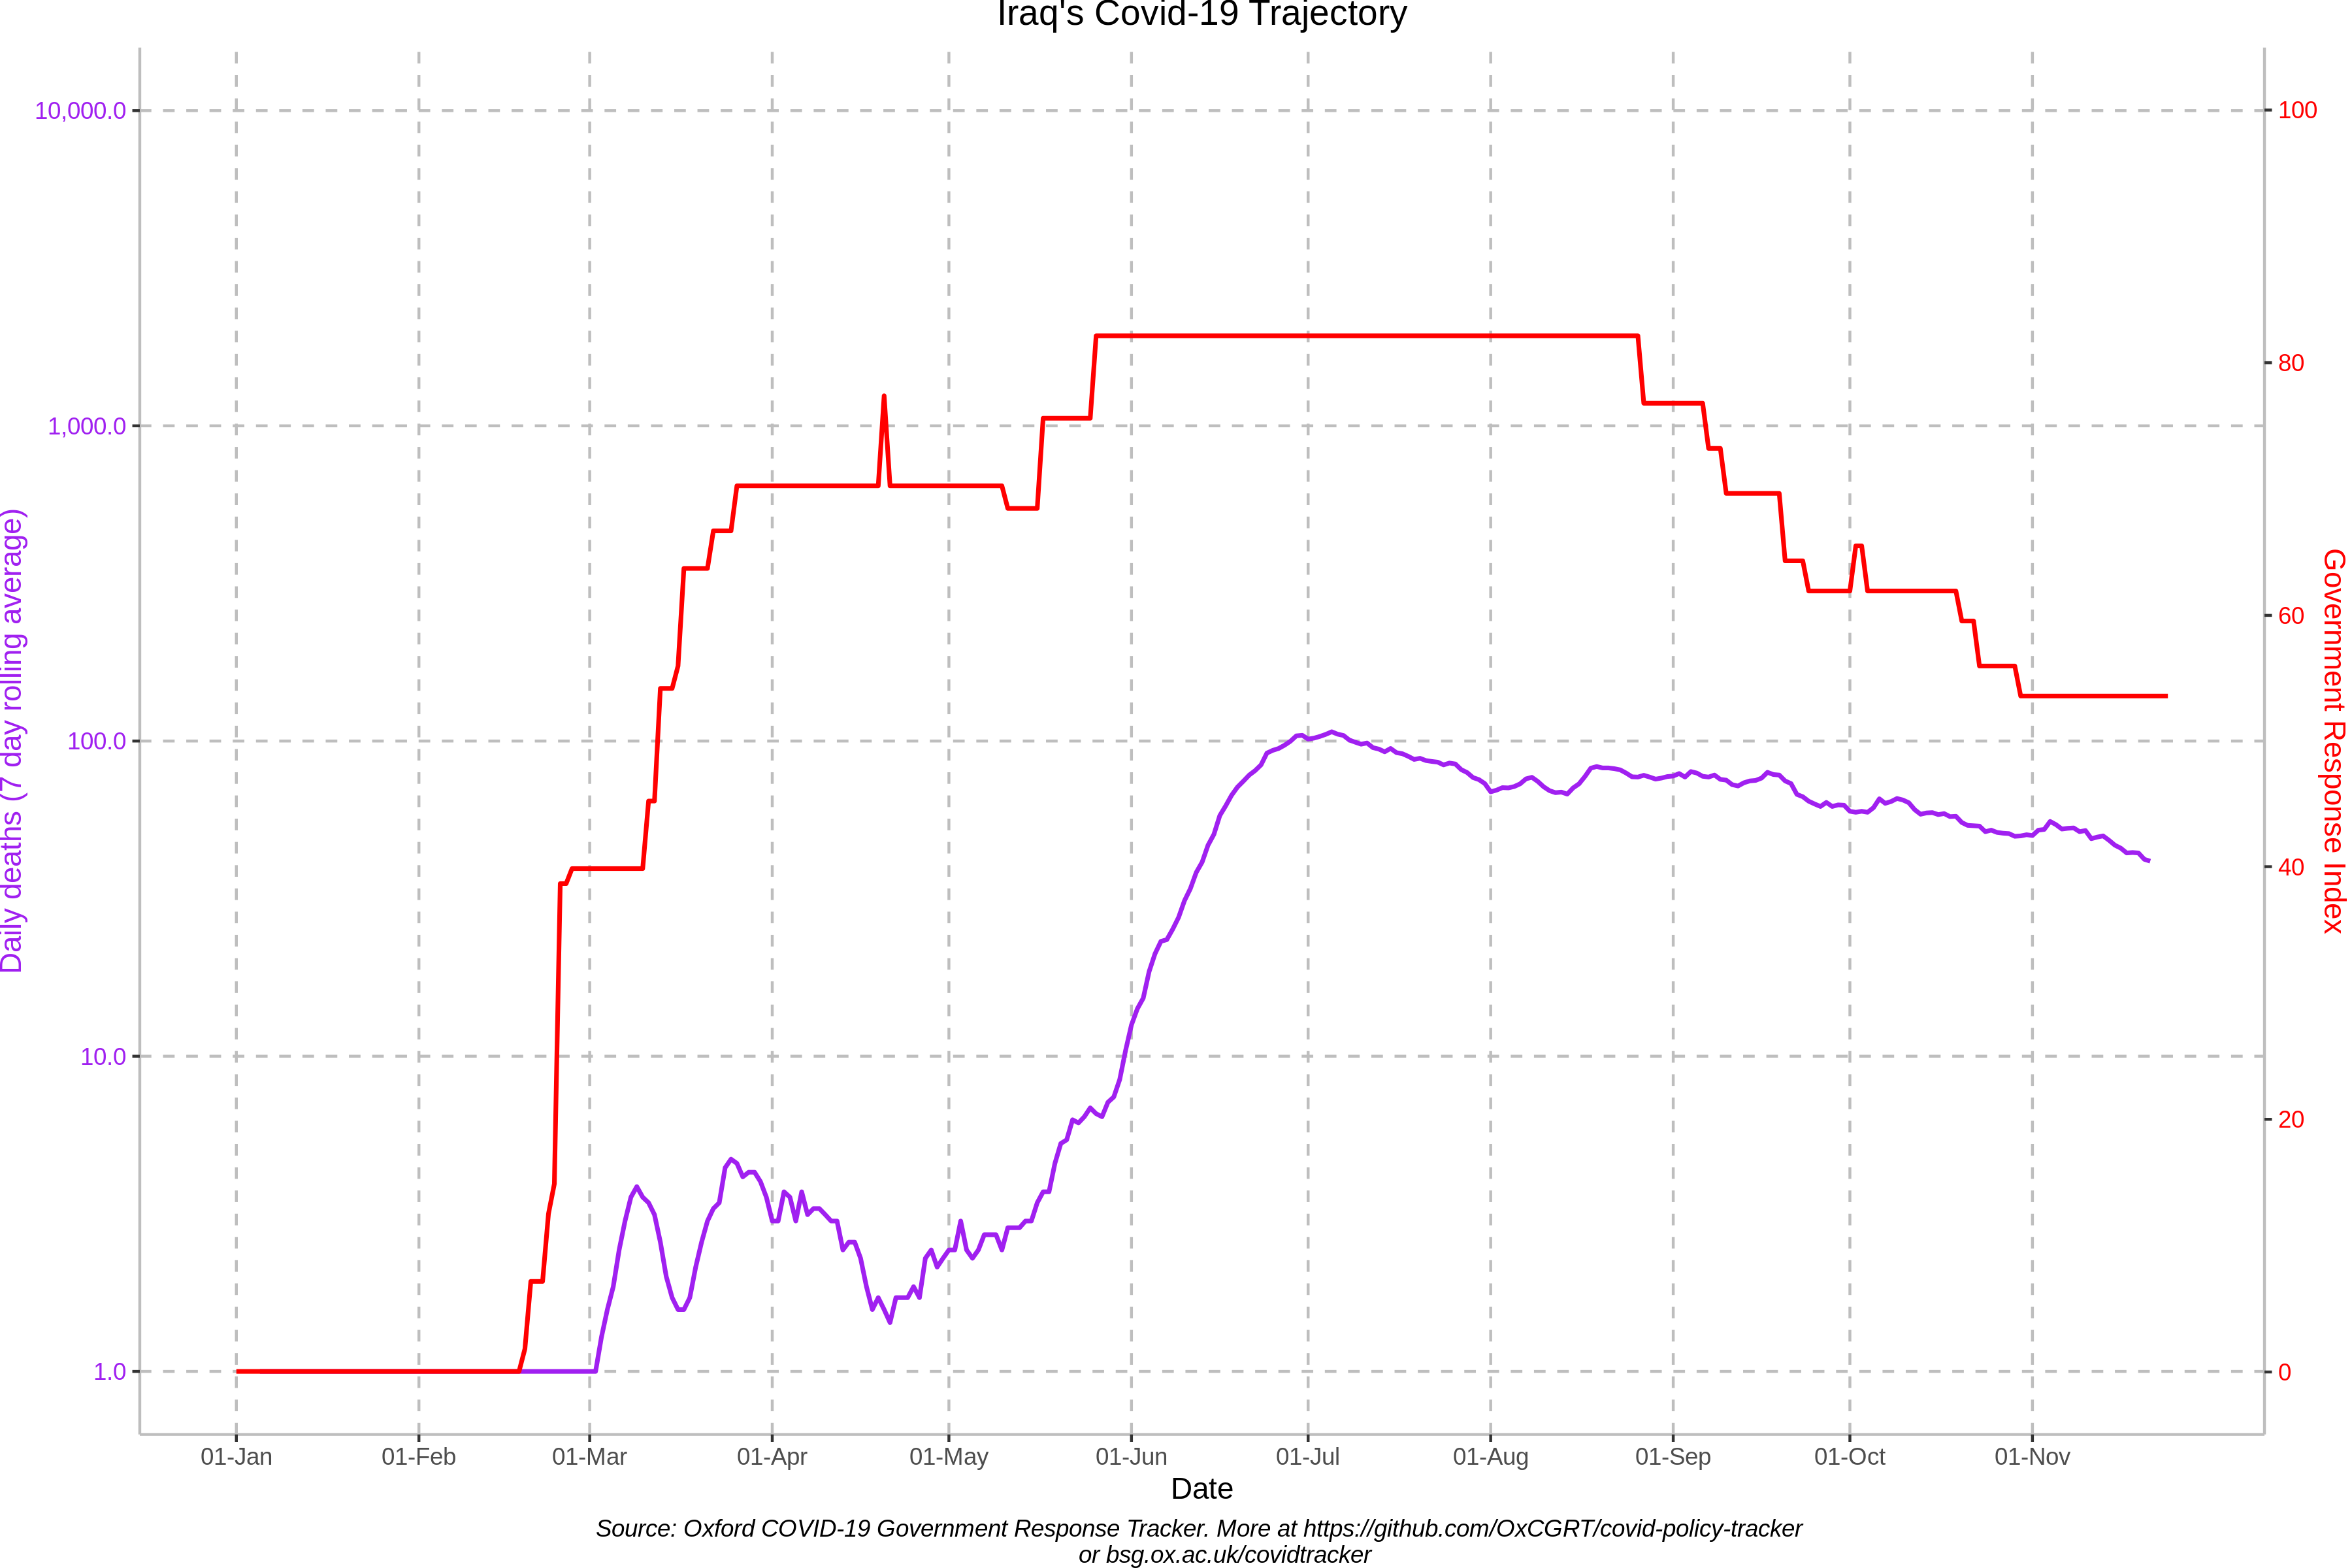 Iraq's Covid-19 Trajectory
10,000.0
1,000.0
100.0
10.0
1.0
Daily deaths (7 day rolling average)
100
80
60
40
20
0
Government Response Index
01-Jan 01-Feb 01-Mar 01-Apr 01-May 01-Jun 01-Jul 01-Aug 01-Sep 01-Oct 01-Nov
Date
Source: Oxford COVID-19 Government Response Tracker. More at https://github.com/OxCGRT/covid-policy-tracker
or bsg.ox.ac.uk/covidtracker